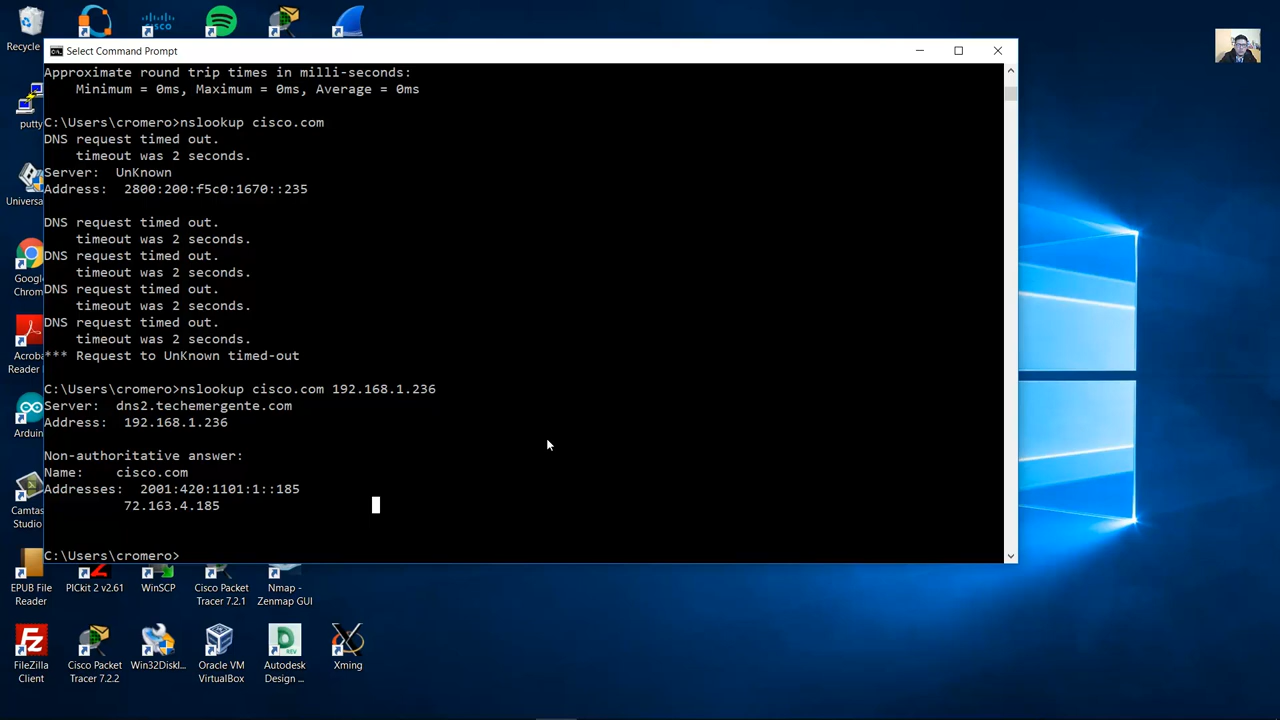 Recycle
CISCO
Select Command Prompt
Approximate round trip times in milli-seconds:
Minimum = 0ms, Maximum = 0ms, Average = 0ms
putty
C:\Users\cromero>nslookup cisco.com
DNS request timed out.
timeout was 2 seconds.
Server:  UnKnown
Address:  2800:200:f5c0:1670::235
Universa
DNS request timed out.
timeout was 2 seconds.
DNS request timed out.
timeout was 2 seconds.
DNS request timed out.
timeout was 2 seconds.
DNS request timed out.
timeout was 2 seconds.
*** Request to UnKnown timed-out
Google
Chrom
Acroba
Reader
C:\Users\cromero>nslookup cisco.com 192.168.1.236
Server:  dns2.techemergente.com
Address:  192.168.1.236
Arduin
Non-authoritative answer:
Name:    cisco.com
Addresses:  2001:420:1101:1::185
72.163.4.185
Camtas
Studio
C:\Users\cromero>
EPUB File
Reader
PICkit 2 v2.61
WinSCP
Cisco Packet
Tracer 7.2.1
Nmap -
Zenmap GUI
FileZilla
Client
Cisco Packet
Tracer 7.2.2
Win32DiskI...
Oracle VM
VirtualBox
Autodesk
Design ...
Xming